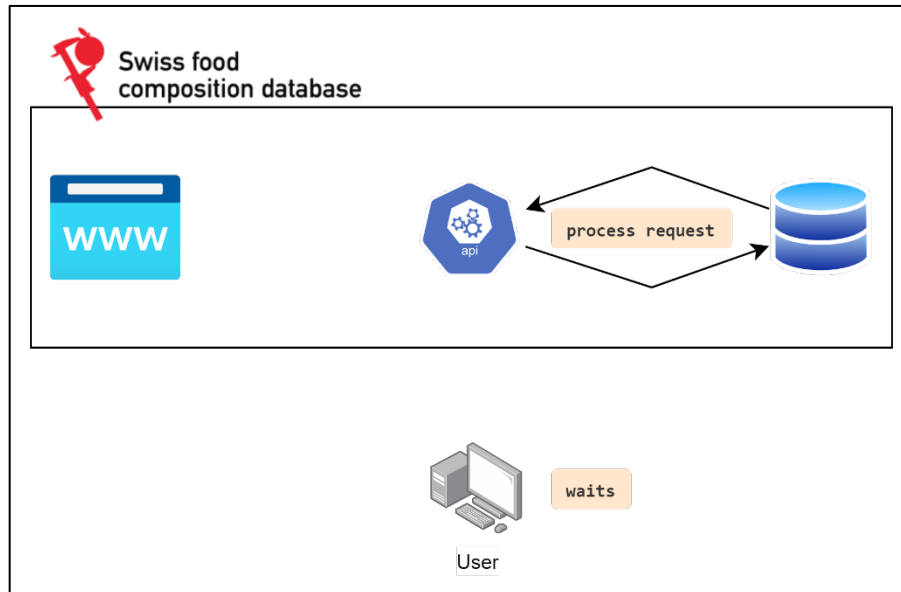 Swiss food
composition database
WWW
api
process request
waits
User